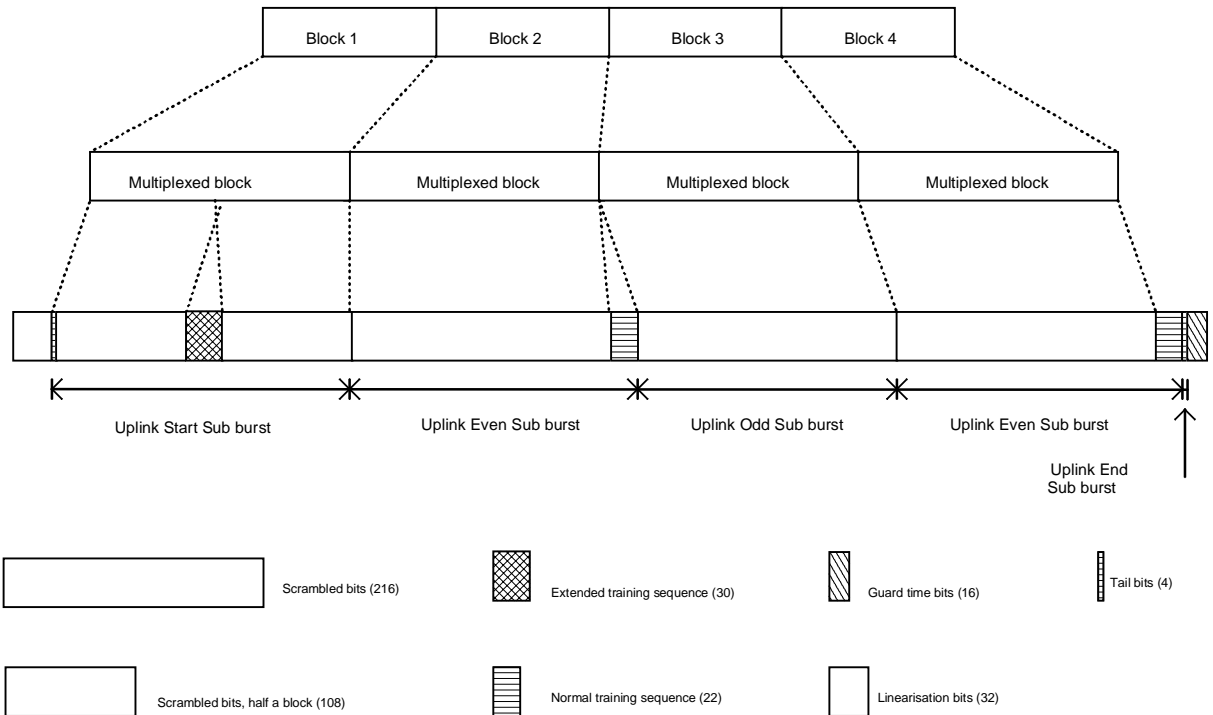 Block 1
Block 2
Block 3
Block 4
Multiplexed block
Multiplexed block
Multiplexed block
Multiplexed block
Uplink Start Sub burst
Uplink Even Sub burst
Uplink Odd Sub burst
Uplink Even Sub burst
Uplink End
Sub burst
Scrambled bits (216)
Extended training sequence (30)
Guard time bits (16)
Tail bits (4)
Scrambled bits, half a block (108)
Normal training sequence (22)
Linearisation bits (32)